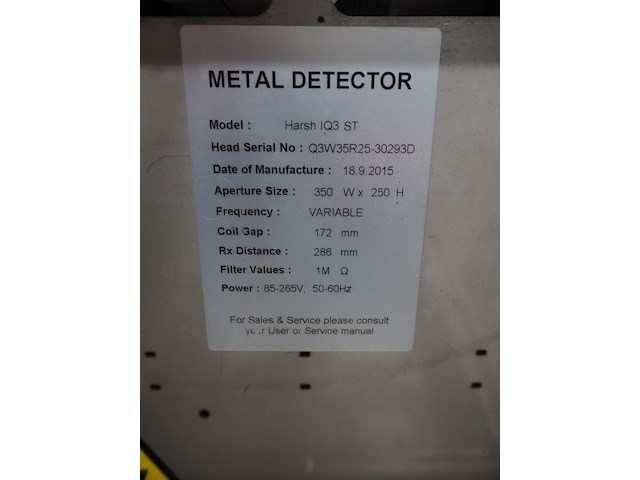 METAL DETECTOR
Model : Harsh IQ3 ST
Head Serial No : Q3W35R25-30293D
Date of Manufacture : 18.9.2015
Aperture Size : 350 W x 250 H
Frequency : VARIABLE
Coil Gap : 172 mm
Rx Distance : 286 mm
Filter Values : 1M Ω
Power : 85-265V, 50-60Hz
For Sales & Service please consult
your User or Service manual